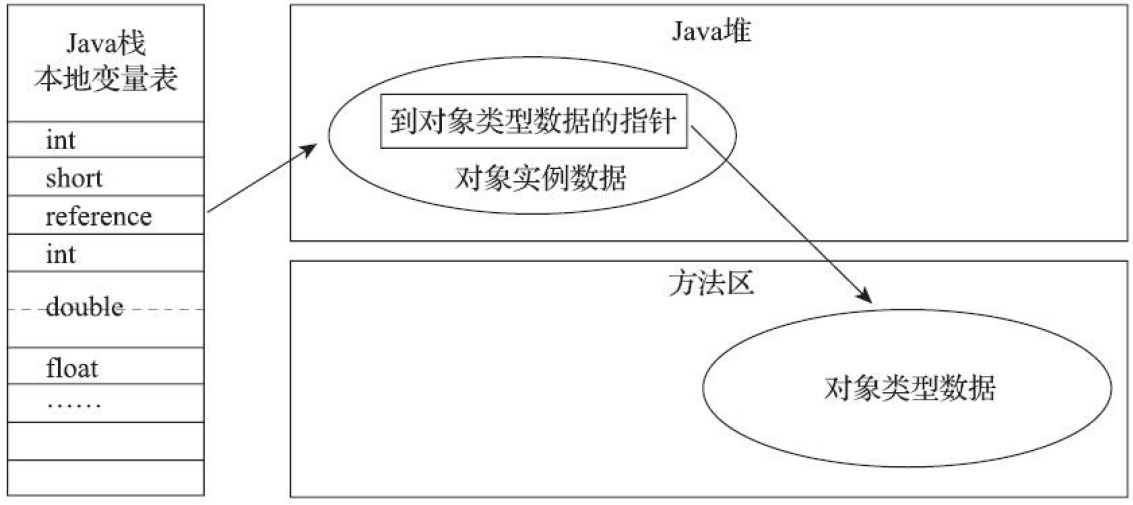 Java栈
本地变量表
int
short
reference
int
double
float
……
Java堆
到对象类型数据的指针
对象实例数据
方法区
对象类型数据